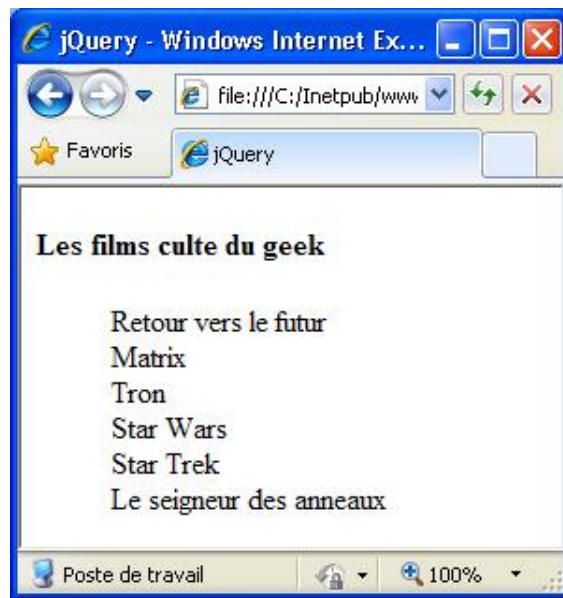 jQuery - Windows Internet Ex...
file:///C:/Inetpub/www
Favoris
jQuery
Les films culte du geek
Retour vers le futur
Matrix
Tron
Star Wars
Star Trek
Le seigneur des anneaux
Poste de travail
100%